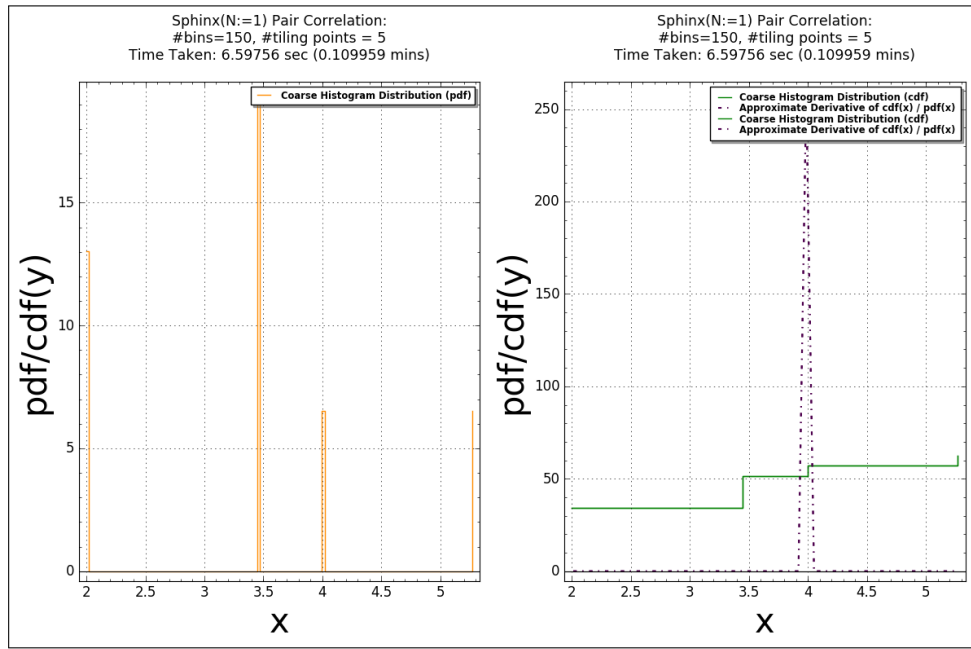 Sphinx(N:=1) Pair Correlation:
#bins=150, #tiling points = 5
Time Taken: 6.59756 sec (0.109959 mins)
Coarse Histogram Distribution (pdf)
15
10
5
0
pdf/cdf(y)
2
2.5
3
3.5
4
4.5
5
x
Sphinx(N:=1) Pair Correlation:
#bins=150, #tiling points = 5
Time Taken: 6.59756 sec (0.109959 mins)
Coarse Histogram Distribution (cdf)
Approximate Derivative of cdf(x) / pdf(x)
Coarse Histogram Distribution (cdf)
Approximate Derivative of cdf(x) / pdf(x)
250
200
150
100
50
0
pdf/cdf(y)
2
2.5
3
3.5
4
4.5
5
x